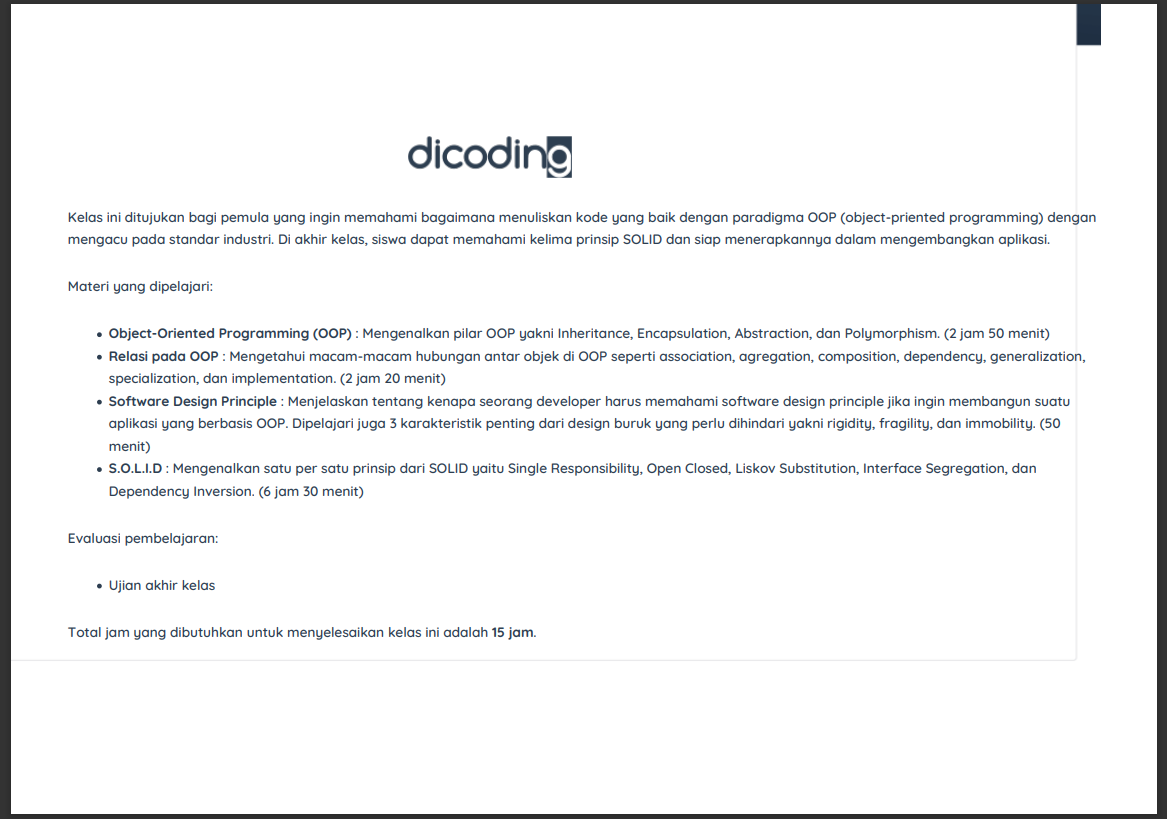 dicoding
Kelas ini ditujukan bagi pemula yang ingin memahami bagaimana menuliskan kode yang baik dengan paradigma OOP (object-priented programming) dengan
mengacu pada standar industri. Di akhir kelas, siswa dapat memahami kelima prinsip SOLID dan siap menerapkannya dalam mengembangkan aplikasi.
Materi yang dipelajari:
• Object-Oriented Programming (OOP) : Mengenalkan pilar OOP yakni Inheritance, Encapsulation, Abstraction, dan Polymorphism. (2 jam 50 menit)
• Relasi pada OOP : Mengetahui macam-macam hubungan antar objek di OOP seperti association, agregation, composition, dependency, generalization,
specialization, dan implementation. (2 jam 20 menit)
• Software Design Principle : Menjelaskan tentang kenapa seorang developer harus memahami software design principle jika ingin membangun suatu
aplikasi yang berbasis OOP. Dipelajari juga 3 karakteristik penting dari design buruk yang perlu dihindari yakni rigidity, fragility, dan immobility. (50
menit)
• S.O.L.I.D : Mengenalkan satu per satu prinsip dari SOLID yaitu Single Responsibility, Open Closed, Liskov Substitution, Interface Segregation, dan
Dependency Inversion. (6 jam 30 menit)
Evaluasi pembelajaran:
• Ujian akhir kelas
Total jam yang dibutuhkan untuk menyelesaikan kelas ini adalah 15 jam.